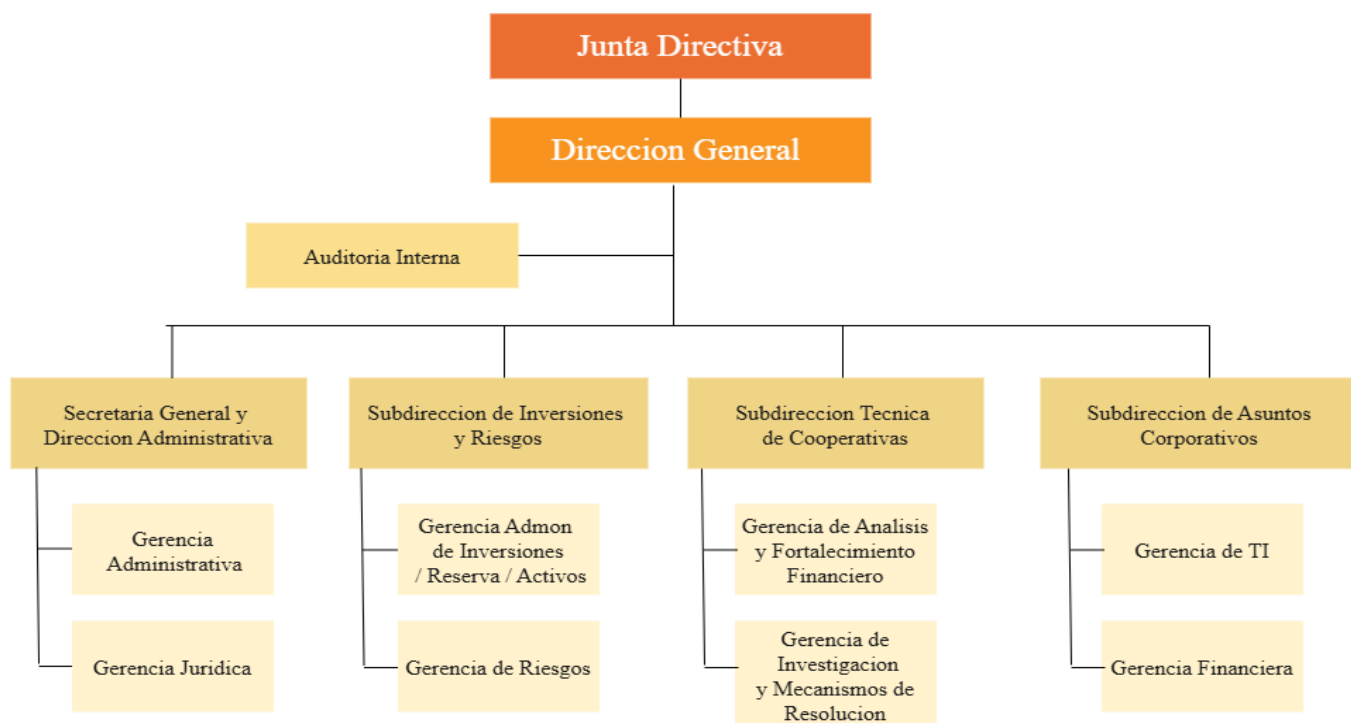 Junta Directiva
Direccion General
Auditoria Interna
Secretaria General y
Direccion Administrativa
Subdireccion de Inversiones
y Riesgos
Subdireccion Tecnica
de Cooperativas
Subdireccion de Asuntos
Corporativos
Gerencia
Administrativa
Gerencia Admon
de Inversiones
/ Reserva / Activos
Gerencia de Analisis
y Fortalecimiento
Financiero
Gerencia de TI
Gerencia Juridica
Gerencia de Riesgos
Gerencia de
Investigacion
y Mecanismos de
Resolucion
Gerencia Financiera